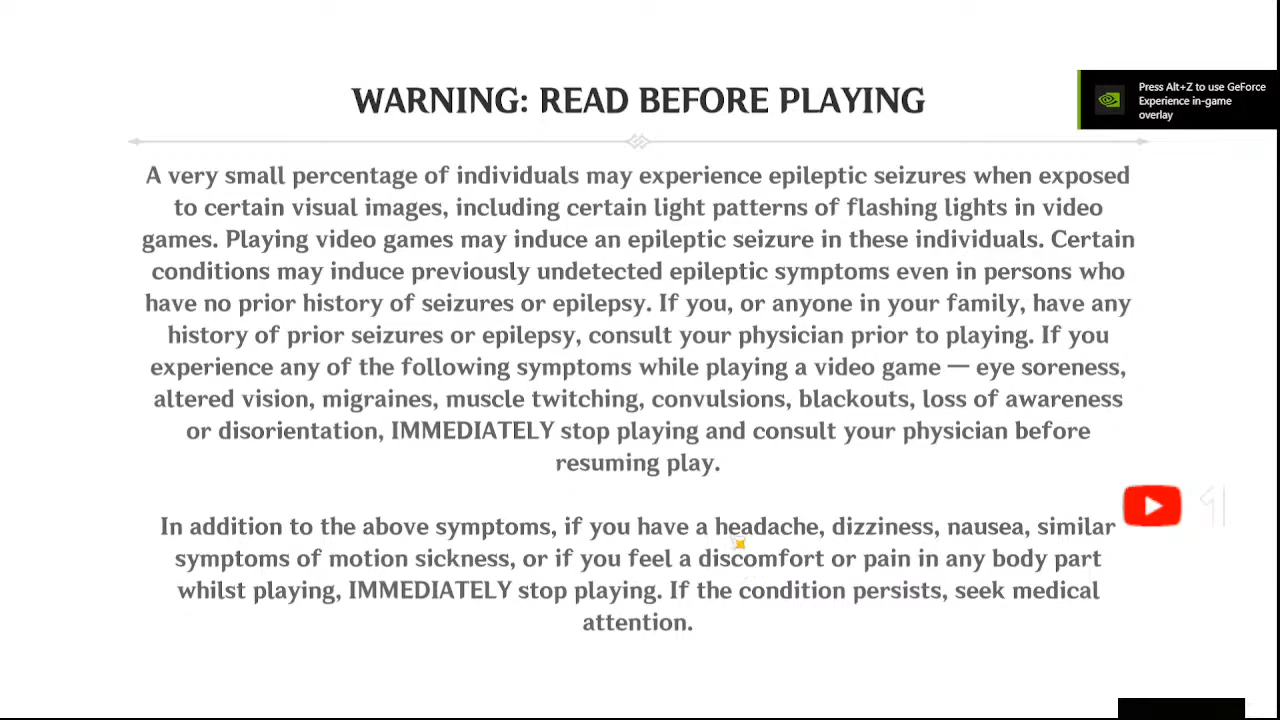 WARNING: READ BEFORE PLAYING
Press Alt+Z to use GeForce
Experience in-game
overlay
A very small percentage of individuals may experience epileptic seizures when exposed
to certain visual images, including certain light patterns of flashing lights in video
games. Playing video games may induce an epileptic seizure in these individuals. Certain
conditions may induce previously undetected epileptic symptoms even in persons who
have no prior history of seizures or epilepsy. If you, or anyone in your family, have any
history of prior seizures or epilepsy, consult your physician prior to playing. If you
experience any of the following symptoms while playing a video game — eye soreness,
altered vision, migraines, muscle twitching, convulsions, blackouts, loss of awareness
or disorientation, IMMEDIATELY stop playing and consult your physician before
resuming play.
In addition to the above symptoms, if you have a headache, dizziness, nausea, similar
symptoms of motion sickness, or if you feel a discomfort or pain in any body part
whilst playing, IMMEDIATELY stop playing. If the condition persists, seek medical
attention.